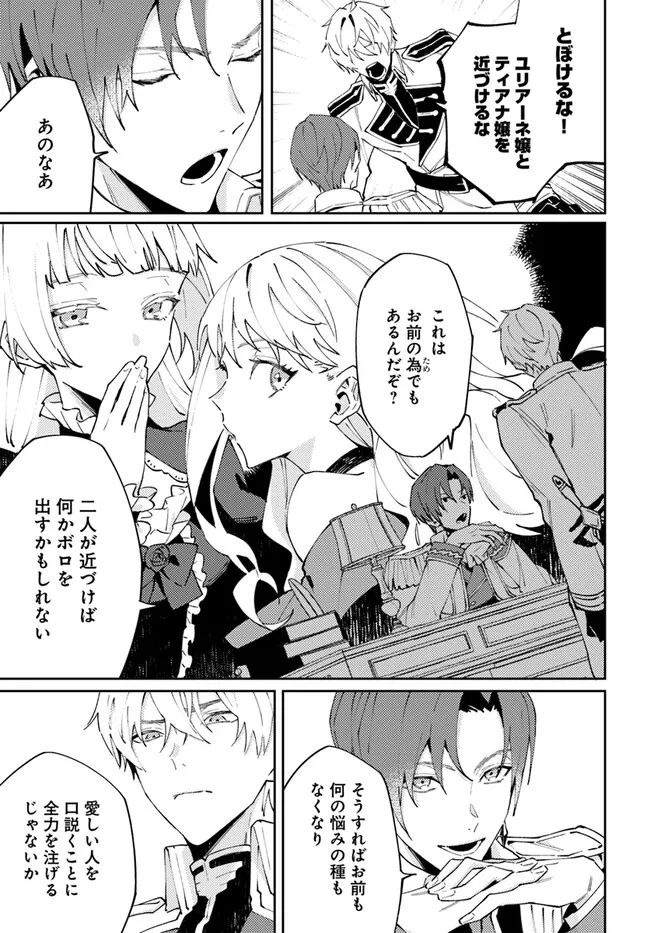 とぼけるな！
ユリアーネ嬢と
ティアナ嬢を
近づけるな
あのなあ
これは
お前の為でも
ため
あるんだぞ？
二人が近づけば
何かボロを
出すかもしれない
そうすればお前も
何の悩みの種も
なくなり
愛しい人を
口説くことに
全力を注げる
じゃないか